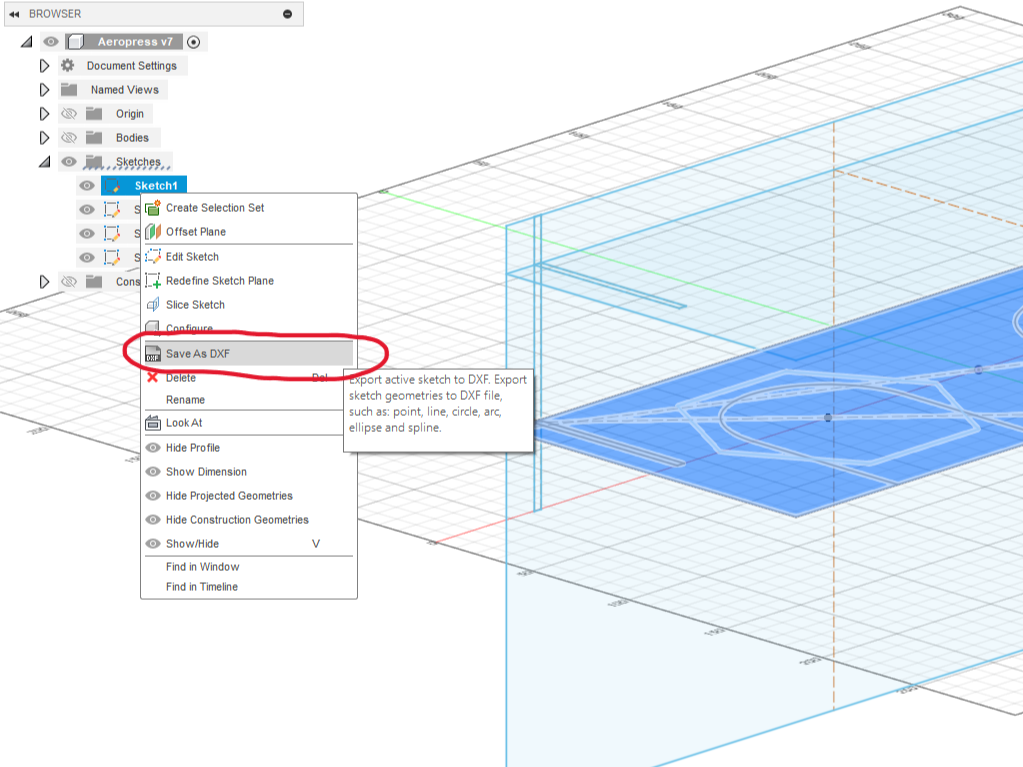 BROWSER
Aeropress v7
Document Settings
Named Views
Origin
Bodies
Sketches
Sketch1
S
S
S
Cons
Create Selection Set
Offset Plane
Edit Sketch
Redefine Sketch Plane
Slice Sketch
Configure
DXF Save As DXF
Delete Del
Rename
Look At
Hide Profile
Show Dimension
Hide Projected Geometries
Hide Construction Geometries
Show/Hide V
Find in Window
Find in Timeline
Export active sketch to DXF. Export
sketch geometries to DXF file,
such as: point, line, circle, arc,
ellipse and spline.